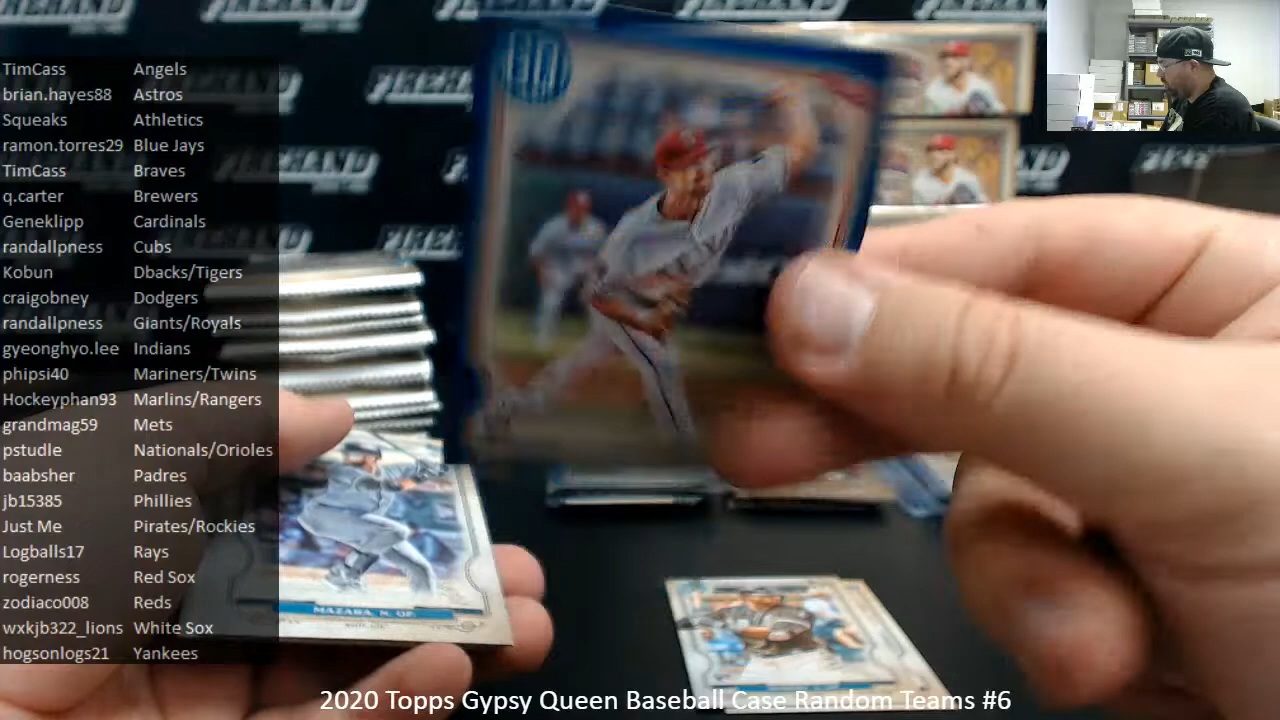 TimCass Angels
brian.hayes88 Astros
Squeaks Athletics
ramon.torres29 Blue Jays
TimCass Braves
q.carter Brewers
Geneklipp Cardinals
randallpness Cubs
Kobun Dbacks/Tigers
craigobney Dodgers
randallpness Giants/Royals
gyeonghyo.lee Indians
phipsi40 Mariners/Twins
Hockeyphan93 Marlins/Rangers
grandmag59 Mets
pstudle Nationals/Orioles
baabsher Padres
jb15385 Phillies
Just Me Pirates/Rockies
Logballs17 Rays
rogerness Red Sox
zodiaco008 Reds
wxkjb322_lions White Sox
hogsonlogs21 Yankees
FIREHAND
FIREHAND
FIREHAND
MAZARA, N. OF
2020 Topps Gypsy Queen Baseball Case Random Teams #6